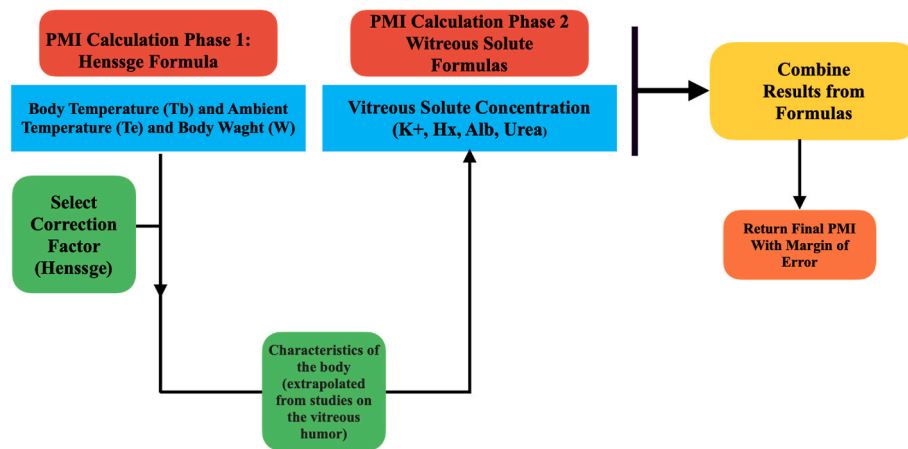 PMI Calculation Phase 1:
Henssge Formula
Body Temperature (Tb) and Ambient
Temperature (Te) and Body Waght (W)
Select
Correction
Factor
(Henssge)
Characteristics of
the body
(extrapolated
from studies on
the vitreous
humor)
PMI Calculation Phase 2
Witreous Solute
Formulas
Vitreous Solute Concentration
(K+, Hx, Alb, Urea)
Combine
Results from
Formulas
Return Final PMI
With Margin of
Error